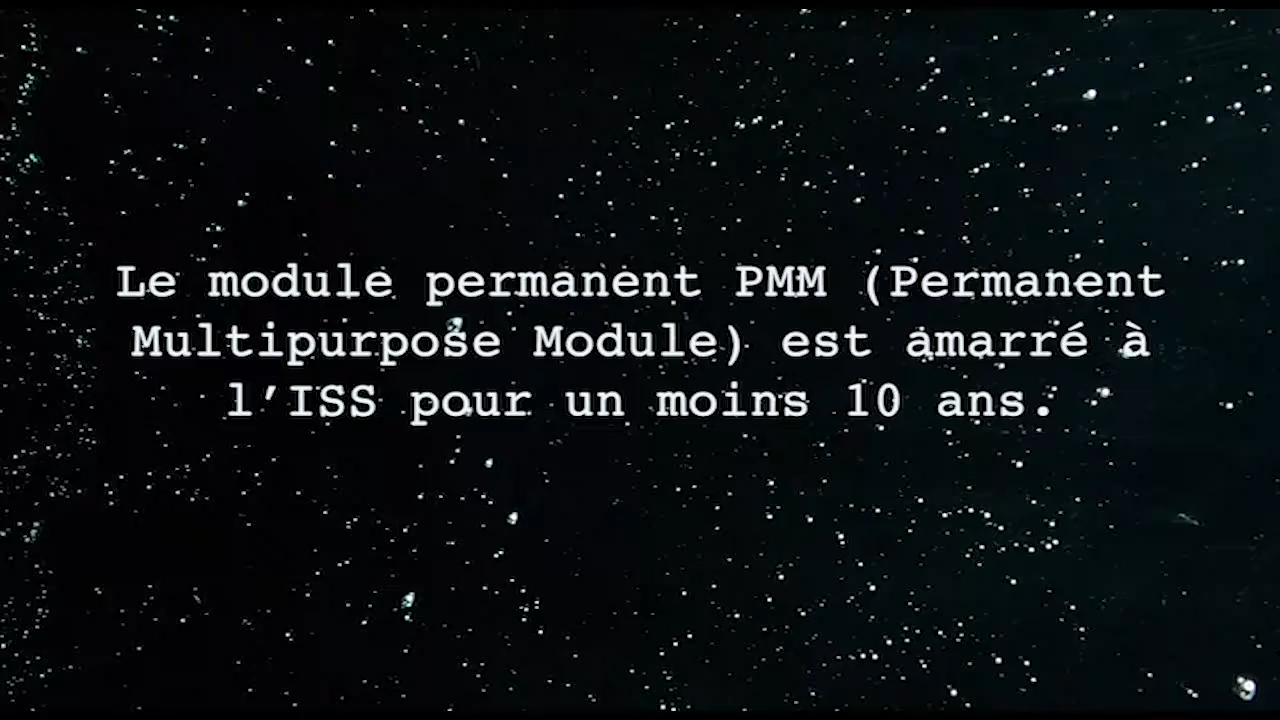 Le module permanent PMM (Permanent
Multipurpose Module) est amarré à
l’ISS pour un moins 10 ans.